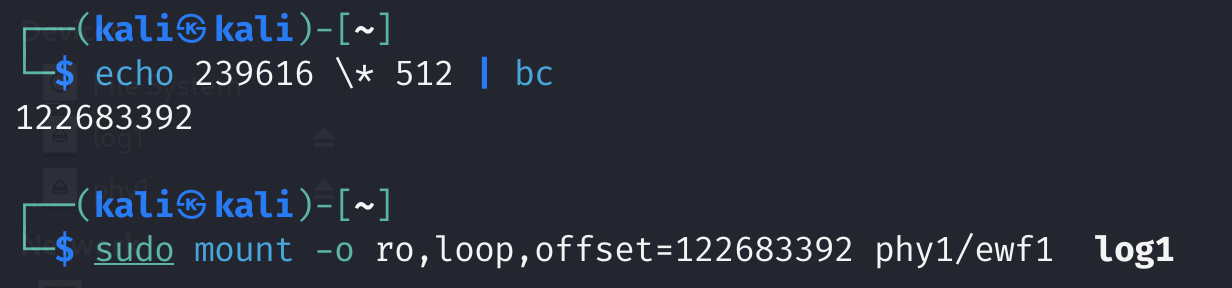 ┌──(kali㉿kali)-[~]
└─$ echo 239616 \* 512 | bc
122683392
┌──(kali㉿kali)-[~]
└─$ sudo mount -o ro,loop,offset=122683392 phy1/ewf1  log1